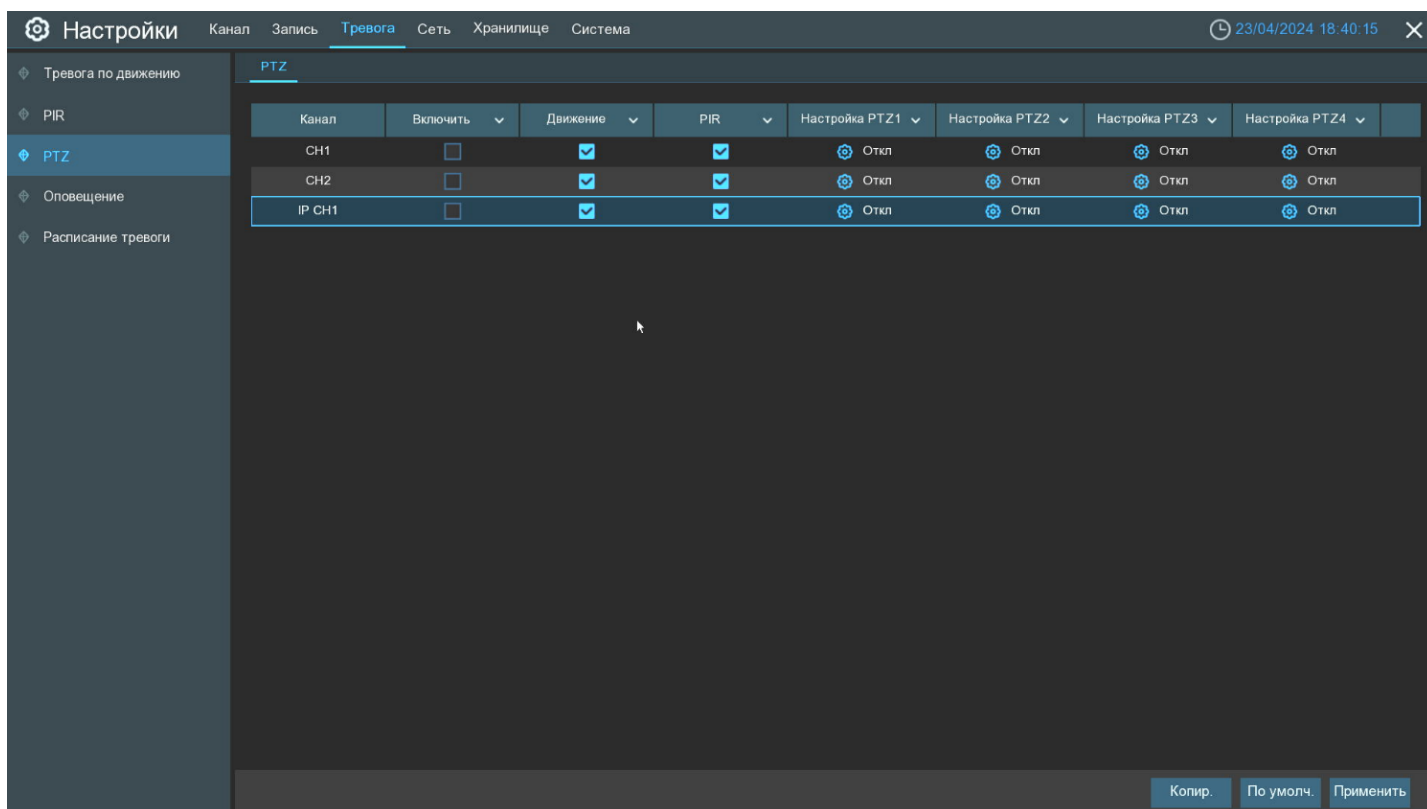 Настройки Канал Запись Тревога Сеть Хранилище Система 23/04/2024 18:40:15
Тревога по движению
PIR
PTZ
Оповещение
Расписание тревоги
PTZ
Канал Включить Движение PIR Настройка PTZ1 Настройка PTZ2 Настройка PTZ3 Настройка PTZ4
CH1 Откл Откл Откл Откл
CH2 Откл Откл Откл Откл
IP CH1 Откл Откл Откл Откл
Копир. По умолч. Применить